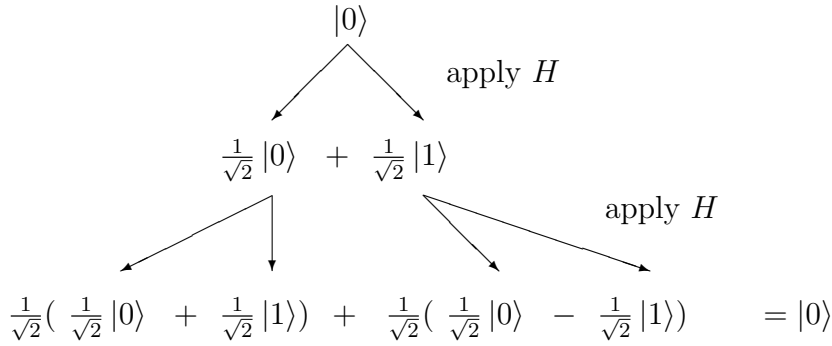 |0⟩
apply H
1/√2 |0⟩ + 1/√2 |1⟩
apply H
1/√2( 1/√2 |0⟩ + 1/√2 |1⟩) + 1/√2( 1/√2 |0⟩ − 1/√2 |1⟩) = |0⟩